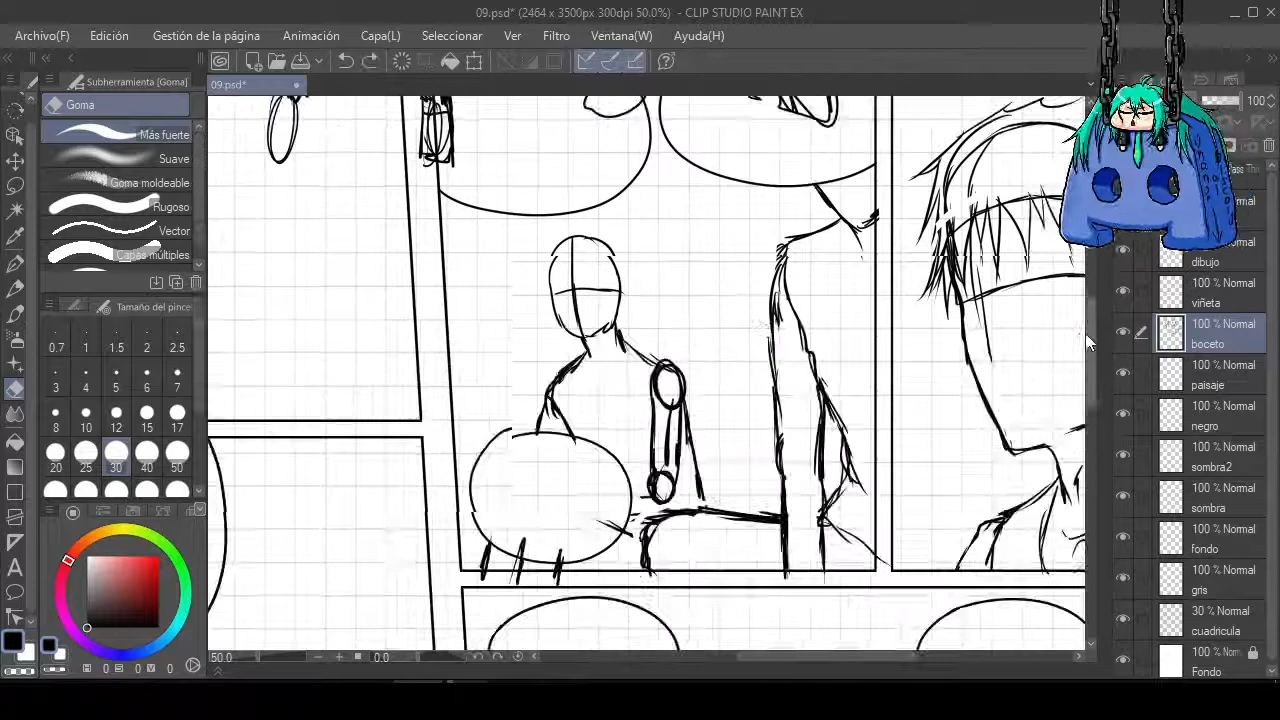 09.psd* (2464 x 3500px 300dpi 50.0%)  - CLIP STUDIO PAINT EX
Archivo(F) Edición Gestión de la página Animación Capa(L) Seleccionar Ver Filtro Ventana(W) Ayuda(H)
Subherramienta [Goma]
09.psd*
Goma
100
Más fuerte
Suave
Goma moldeable
Rugoso
Vector
Capas múltiples
Tamaño del pince
0.7 1 1.5 2 2.5
3 4 5 6 7
8 10 12 15 17
20 25 30 40 50
dibujo
100 % Normal
viñeta
100 % Normal
boceto
100 % Normal
paisaje
100 % Normal
negro
100 % Normal
sombra2
100 % Normal
sombra
100 % Normal
fondo
100 % Normal
gris
30 % Normal
cuadricula
100 %
Fondo
50.0 0.0
H 0 S 0 V 0